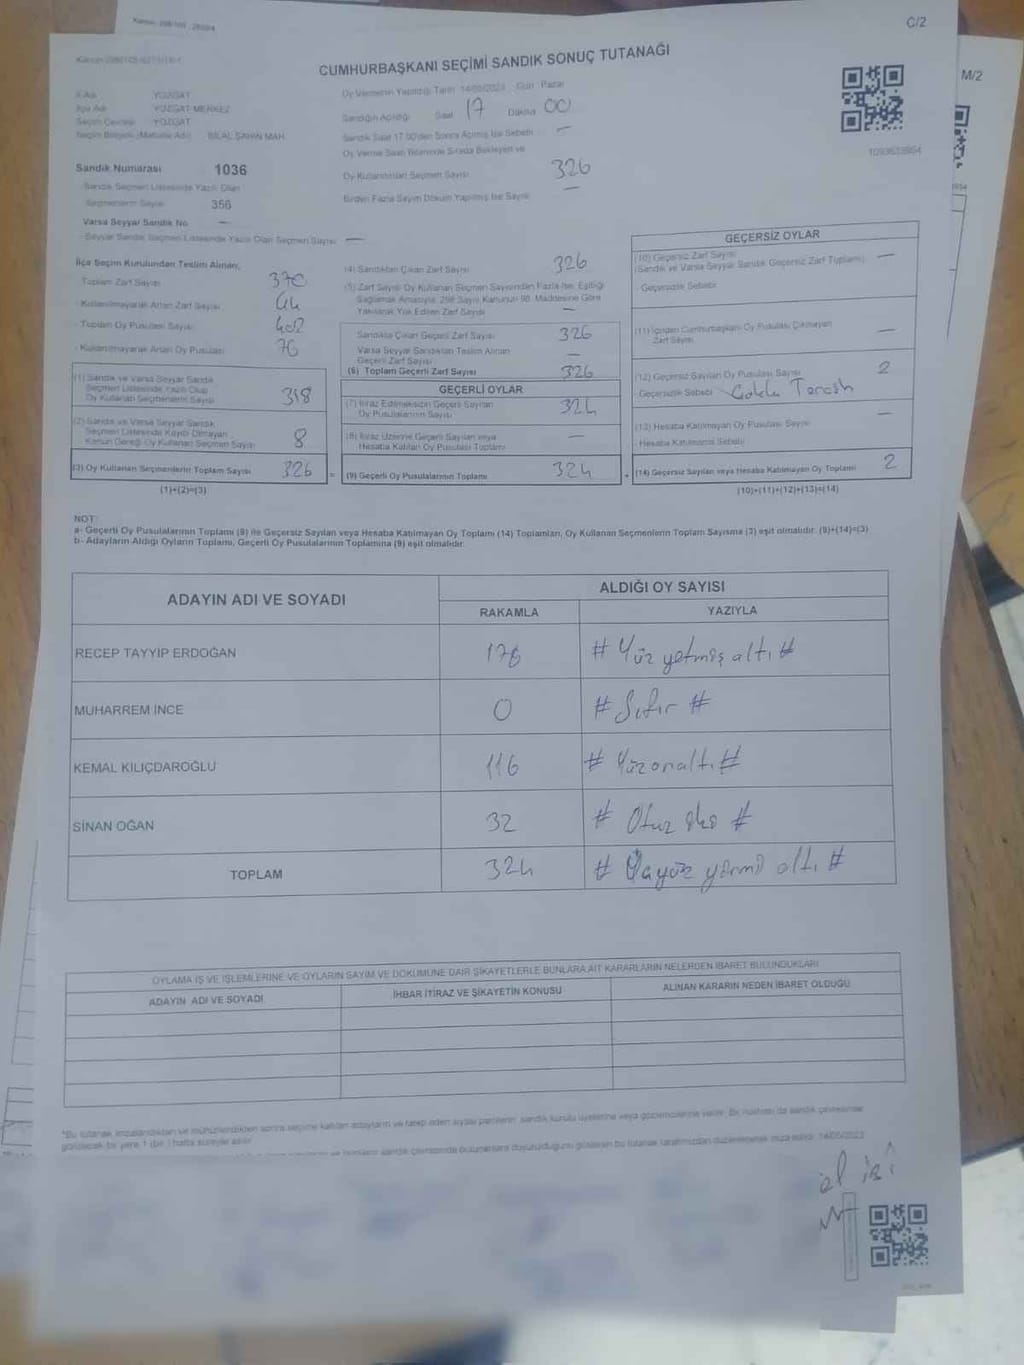 C/2
M/2
CUMHURBAŞKANI SEÇİMİ SANDIK SONUÇ TUTANAĞI
İl Adı YOZGAT
İlçe Adı YOZGAT MERKEZ
Seçim Çevresi YOZGAT
Seçim Bölgesi (Mahalle Adı) BİLAL ŞAHİN MAH.
Sandık Numarası 1036
Sandık Seçmen Listesinde Yazılı Olan
Seçmenlerin Sayısı 356
Varsa Seyyar Sandık No —
Seyyar Sandık Seçmen Listesinde Yazılı Olan Seçmen Sayısı —
Oy Vermenin Yapıldığı Tarih 14/05/2023 Gün Pazar
Sandığın Açıldığı Saat 17 Dakika 00
Sandık Saat 17.00'den Sonra Açılmış İse Sebebi —
Oy Verme Saati Bitiminde Sırada Bekleyen ve
Oy Kullandırılan Seçmen Sayısı 326
Birden Fazla Sayım Döküm Yapılmış İse Sayısı —
İlçe Seçim Kurulundan Teslim Alınan;
Toplam Zarf Sayısı 370
- Kullanılmayarak Artan Zarf Sayısı 44
- Toplam Oy Pusulası Sayısı 402
- Kullanılmayarak Artan Oy Pusulası 76
(1) Sandık ve Varsa Seyyar Sandık
Seçmen Listesinde Yazılı Olup
Oy Kullanan Seçmenlerin Sayısı 318
(2) Sandık ve Varsa Seyyar Sandık
Seçmen Listesinde Kaydı Olmayan
Kanun Gereği Oy Kullanan Seçmen Sayısı 8
(3) Oy Kullanan Seçmenlerin Toplam Sayısı 326
(1)+(2)=(3)
(4) Sandıktan Çıkan Zarf Sayısı 326
(5) Zarf Sayısı Oy Kullanan Seçmen Sayısından Fazla İse, Eşitliği
Sağlamak Amacıyla, 298 Sayılı Kanunun 98. Maddesine Göre
Yakılarak Yok Edilen Zarf Sayısı —
Sandıkta Çıkan Geçerli Zarf Sayısı 326
Varsa Seyyar Sandıktan Teslim Alınan
Geçerli Zarf Sayısı —
(6) Toplam Geçerli Zarf Sayısı 326
GEÇERLİ OYLAR
(7) İtiraz Edilmeksizin Geçerli Sayılan
Oy Pusulalarının Sayısı 324
(8) İtiraz Üzerine Geçerli Sayılan veya
Hesaba Katılan Oy Pusulaları Toplamı —
(9) Geçerli Oy Pusulalarının Toplamı 324
GEÇERSİZ OYLAR
(10) Geçersiz Zarf Sayısı —
(Sandık ve Varsa Seyyar Sandık Geçersiz Zarf Toplamı)
- Geçersizlik Sebebi
(11) İçinden Cumhurbaşkanı Oy Pusulası Çıkmayan
Zarf Sayısı —
(12) Geçersiz Sayılan Oy Pusulası Sayısı 2
- Geçersizlik Sebebi Çoklu Tercih
(13) Hesaba Katılmayan Oy Pusulası Sayısı —
- Hesaba Katılmama Sebebi
(14) Geçersiz Sayılan veya Hesaba Katılmayan Oy Toplamı 2
(10)+(11)+(12)+(13)=(14)
NOT:
a- Geçerli Oy Pusulalarının Toplamı (9) ile Geçersiz Sayılan veya Hesaba Katılmayan Oy Toplamı (14) Toplamları, Oy Kullanan Seçmenlerin Toplam Sayısına (3) eşit olmalıdır. (9)+(14)=(3)
b- Adayların Aldığı Oyların Toplamı, Geçerli Oy Pusulalarının Toplamına (9) eşit olmalıdır.
ADAYIN ADI VE SOYADI ALDIĞI OY SAYISI
RAKAMLA YAZIYLA
RECEP TAYYIP ERDOĞAN 176 # Yüz yetmiş altı #
MUHARREM İNCE 0 # Sıfır #
KEMAL KILIÇDAROĞLU 116 # Yüzonaltı #
SİNAN OĞAN 32 # Otuz iki #
TOPLAM 324 # yirmi altı #
OYLAMA İŞ VE İŞLEMLERİNE VE OYLARIN SAYIM VE DÖKÜMÜNE DAİR ŞİKAYETLERLE BUNLARA AİT KARARLARIN NELERDEN İBARET BULUNDUKLARI
ADAYIN ADI VE SOYADI İHBAR İTİRAZ VE ŞİKAYETİN KONUSU ALINAN KARARIN NEDEN İBARET OLDUĞU